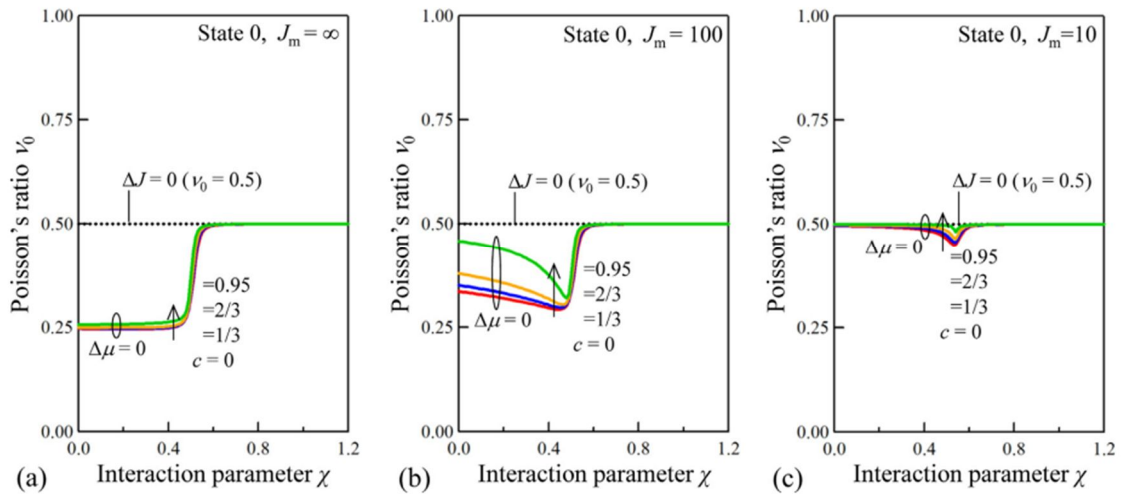 1.00
State 0, Jm = ∞
0.75
ΔJ = 0 (ν0 = 0.5)
0.50
=0.95
=2/3
=1/3
c = 0
Δμ = 0
0.25
0.00
0.0 0.4 0.8 1.2
Poisson's ratio ν0
(a) Interaction parameter χ
1.00
State 0, Jm = 100
0.75
ΔJ = 0 (ν0 = 0.5)
0.50
=0.95
=2/3
=1/3
c = 0
Δμ = 0
0.25
0.00
0.0 0.4 0.8 1.2
Poisson's ratio ν0
(b) Interaction parameter χ
1.00
State 0, Jm=10
0.75
ΔJ = 0 (ν0 = 0.5)
0.50
Δμ = 0
=0.95
=2/3
=1/3
c = 0
0.25
0.00
0.0 0.4 0.8 1.2
Poisson's ratio ν0
(c) Interaction parameter χ